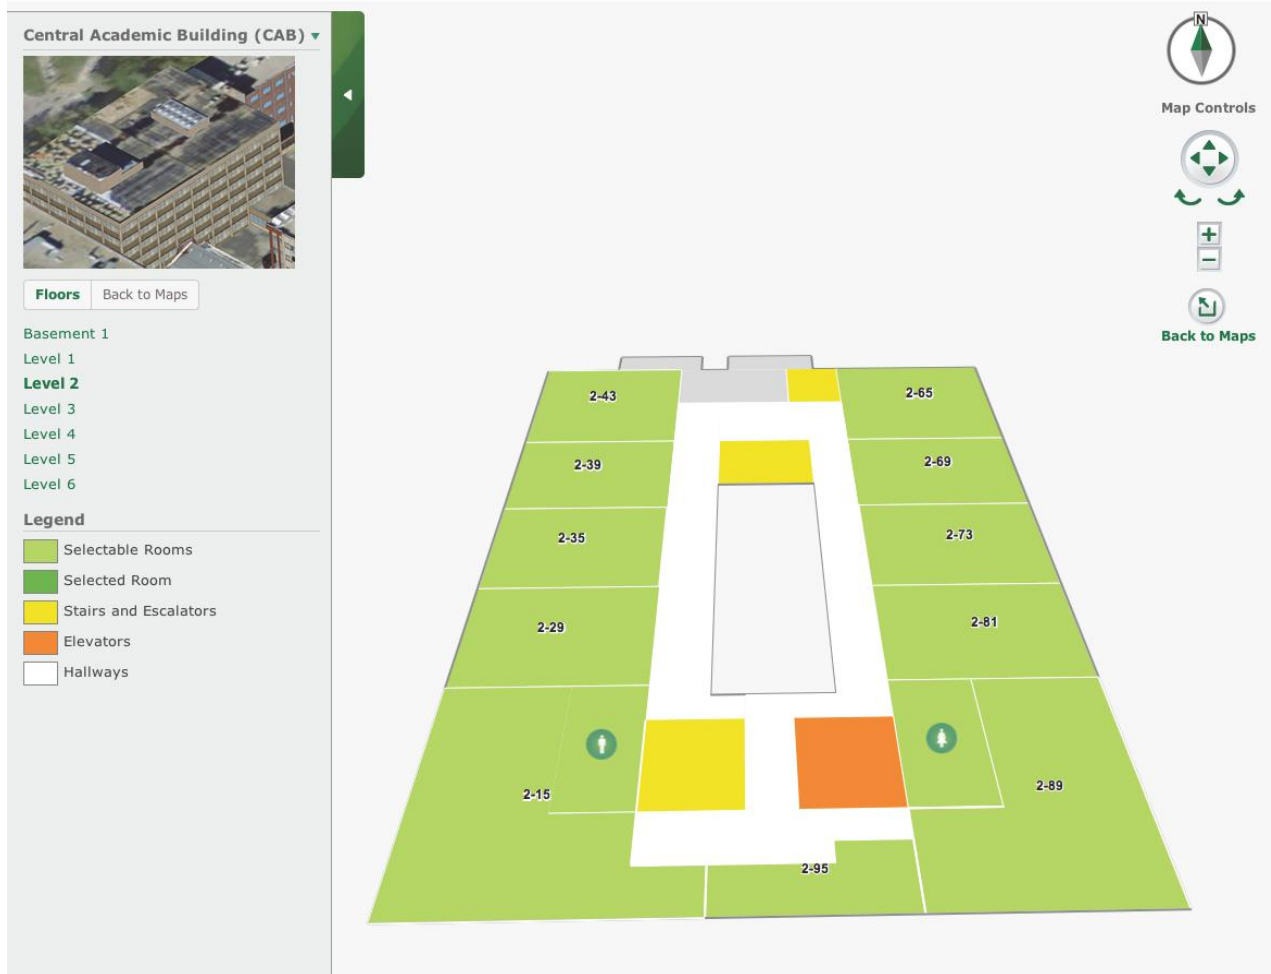 Central Academic Building (CAB)
Floors
Back to Maps
Basement 1
Level 1
Level 2
Level 3
Level 4
Level 5
Level 6
Legend
Selectable Rooms
Selected Room
Stairs and Escalators
Elevators
Hallways
N
Map Controls
+
−
Back to Maps
2-43
2-65
2-39
2-69
2-35
2-73
2-29
2-81
2-15
2-89
2-95